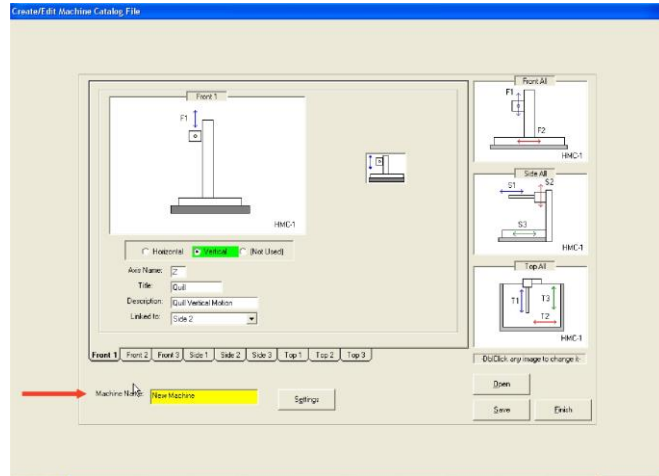 Create/Edit Machine Catalog File
Front 1
F1
HMC-1
Horizontal Vertical (Not Used)
Axis Name: Z
Title: Quill
Description: Quill Vertical Motion
Linked to: Side 2
Front 1 Front 2 Front 3 Side 1 Side 2 Side 3 Top 1 Top 2 Top 3
Machine Name: New Machine
Settings
Front All
F1
F2
HMC-1
Side All
S1 S2
S3
HMC-1
Top All
T1 T3
T2
HMC-1
DblClick any image to change it
Open
Save Finish